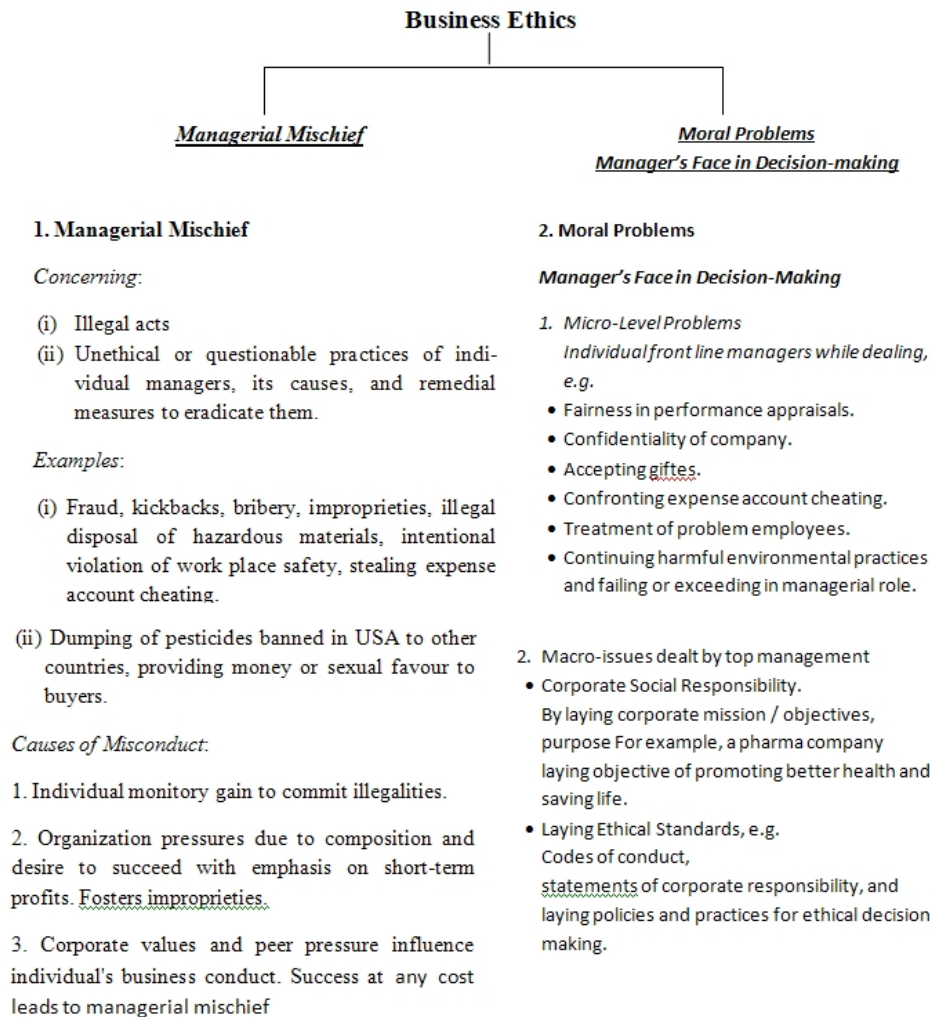 Business Ethics
Managerial Mischief
Moral Problems
Manager's Face in Decision-making
1. Managerial Mischief
Concerning:
(i) Illegal acts
(ii) Unethical or questionable practices of indi-
vidual managers, its causes, and remedial
measures to eradicate them.
Examples:
(i) Fraud, kickbacks, bribery, improprieties, illegal
disposal of hazardous materials, intentional
violation of work place safety, stealing expense
account cheating.
(ii) Dumping of pesticides banned in USA to other
countries, providing money or sexual favour to
buyers.
Causes of Misconduct:
1. Individual monitory gain to commit illegalities.
2. Organization pressures due to composition and
desire to succeed with emphasis on short-term
profits. Fosters improprieties.
3. Corporate values and peer pressure influence
individual's business conduct. Success at any cost
leads to managerial mischief
2. Moral Problems
Manager's Face in Decision-Making
1. Micro-Level Problems
Individual front line managers while dealing,
e.g.
• Fairness in performance appraisals.
• Confidentiality of company.
• Accepting giftes.
• Confronting expense account cheating.
• Treatment of problem employees.
• Continuing harmful environmental practices
and failing or exceeding in managerial role.
2. Macro-issues dealt by top management
• Corporate Social Responsibility.
By laying corporate mission / objectives,
purpose For example, a pharma company
laying objective of promoting better health and
saving life.
• Laying Ethical Standards, e.g.
Codes of conduct,
statements of corporate responsibility, and
laying policies and practices for ethical decision
making.